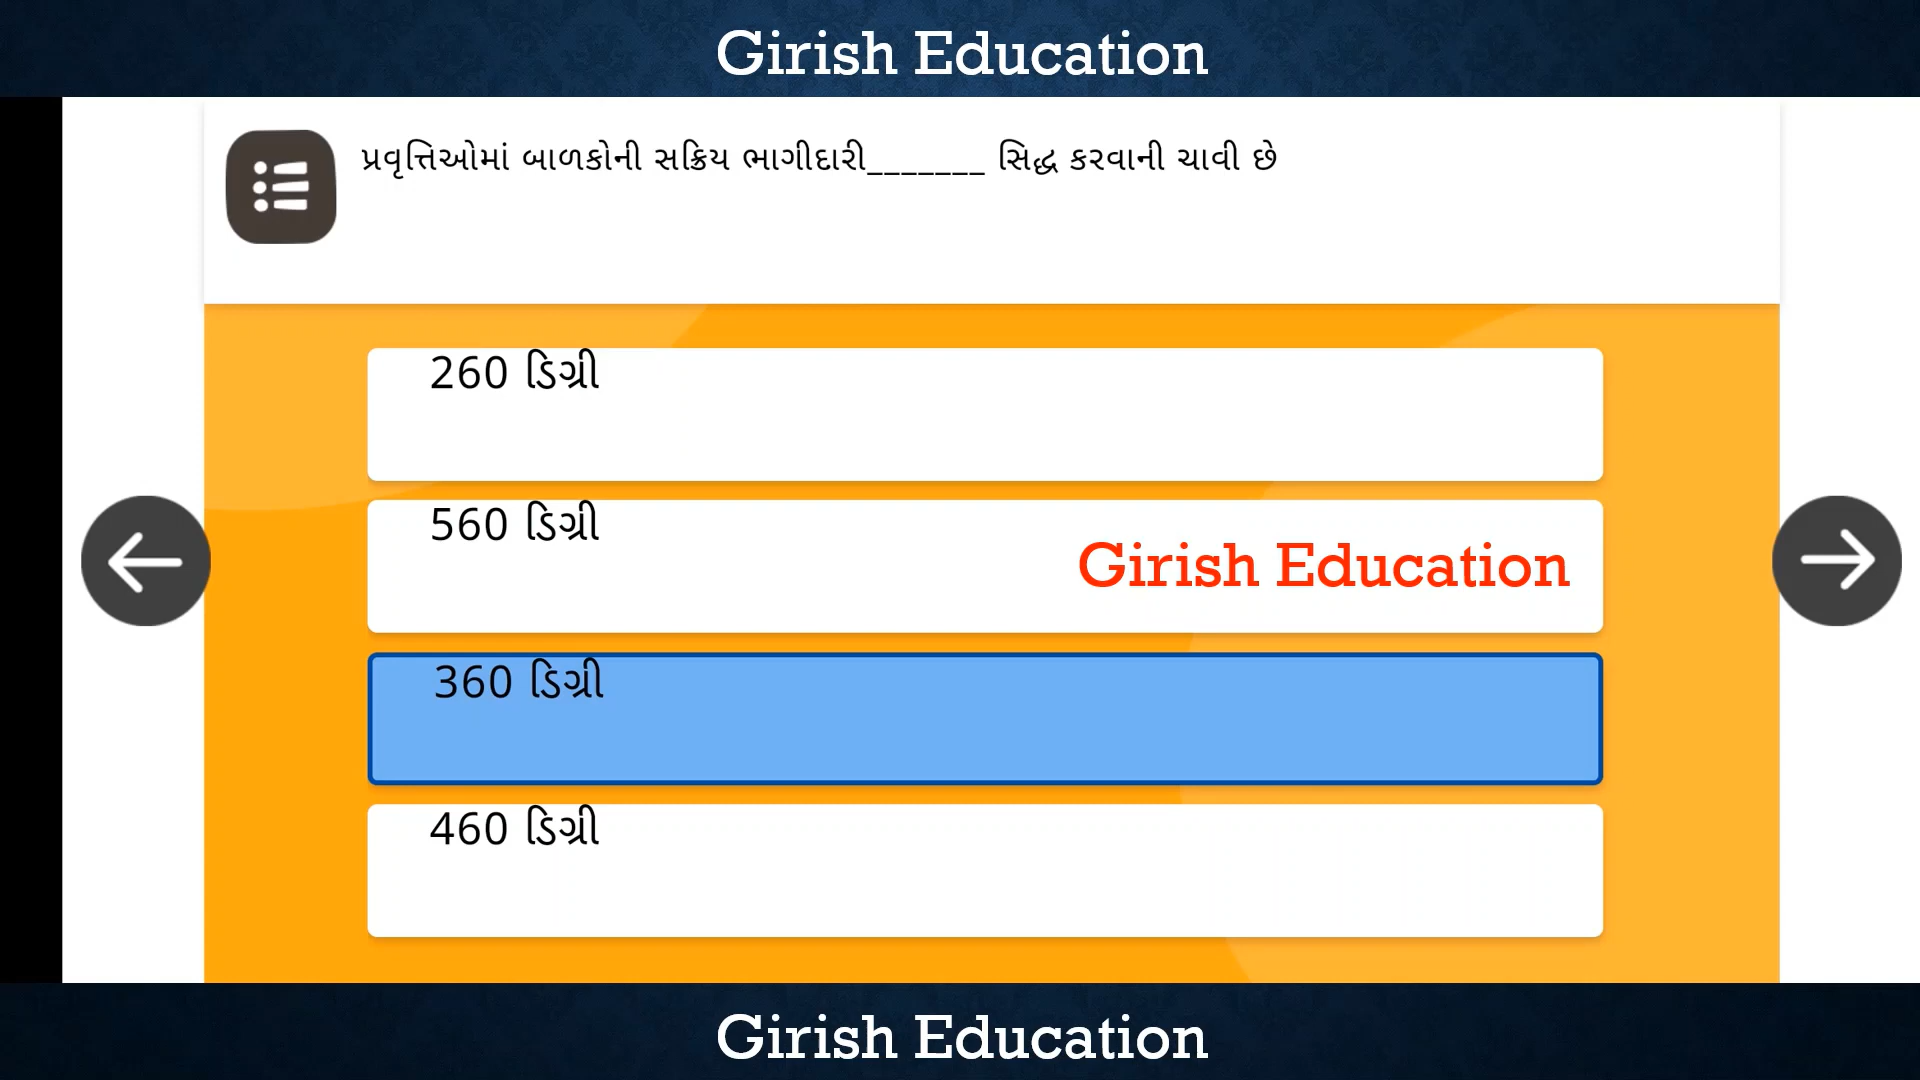 Girish Education
પ્રવૃત્તિઓમાં બાળકોની સક્રિય ભાગીદારી_______ સિદ્ધ કરવાની ચાવી છે
260 ડિગ્રી
560 ડિગ્રી
Girish Education
360 ડિગ્રી
460 ડિગ્રી
Girish Education